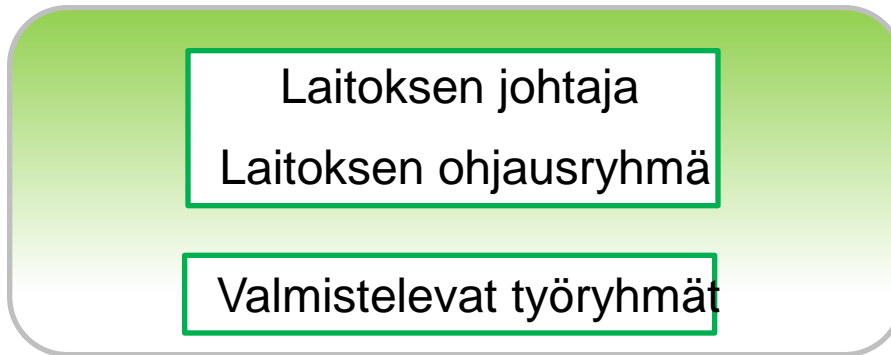 Laitoksen johtaja
Laitoksen ohjausryhmä
Valmistelevat työryhmät